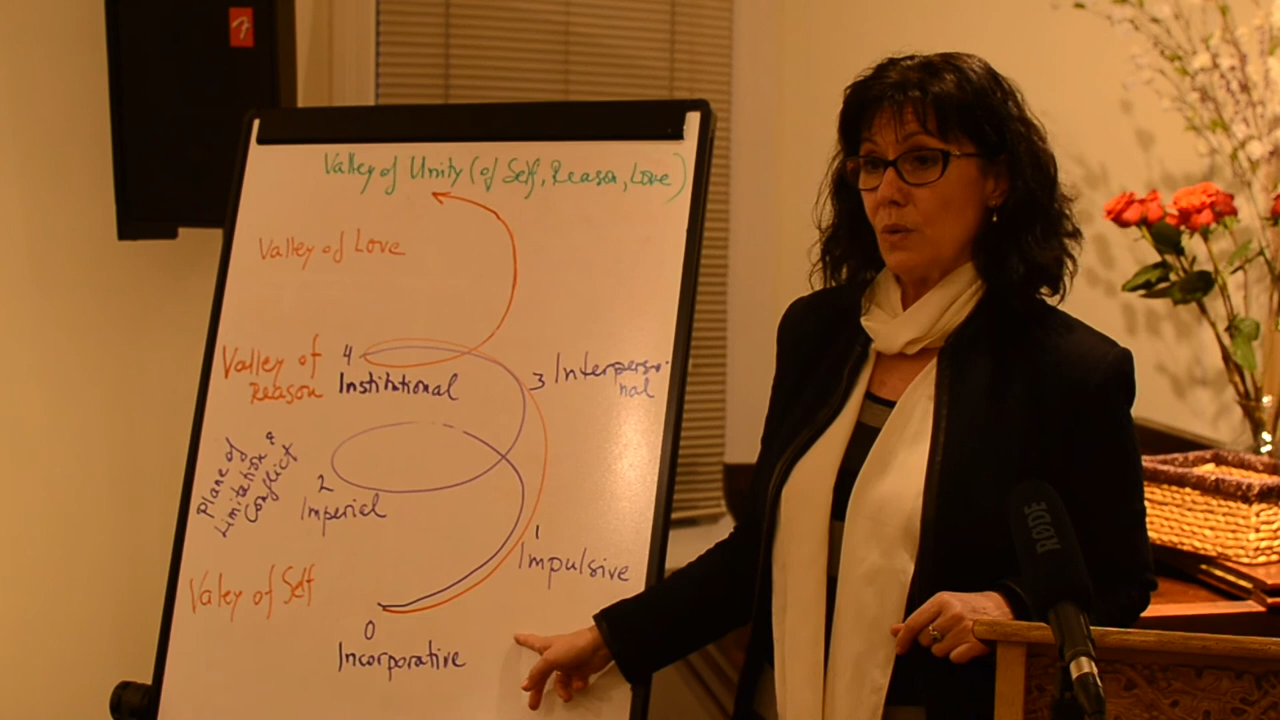 Valley of Unity (of Self, Reason, Love)
Valley of Love
Valley of
Reason
4
Institutional
3 Interperso-
nal
Plane of
Limitation &
Conflict
2
Imperial
1
Impulsive
Valey of Self
0
Incorporative
RØDE